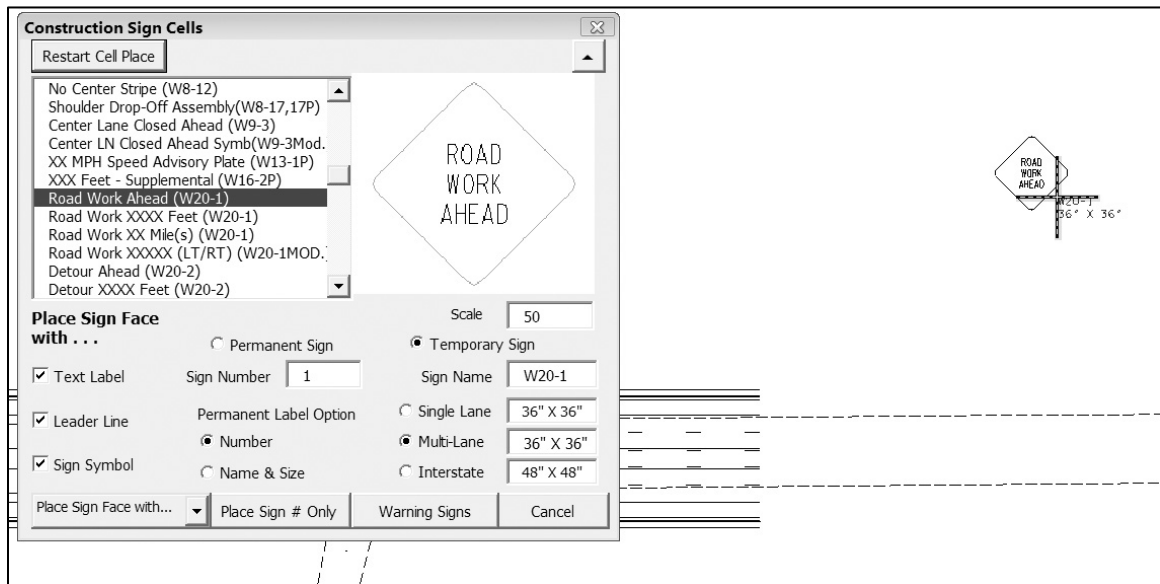 Construction Sign Cells
Restart Cell Place
No Center Stripe (W8-12)
Shoulder Drop-Off Assembly(W8-17,17P)
Center Lane Closed Ahead (W9-3)
Center LN Closed Ahead Symb(W9-3Mod.
XX MPH Speed Advisory Plate (W13-1P)
XXX Feet - Supplemental (W16-2P)
Road Work Ahead (W20-1)
Road Work XXXX Feet (W20-1)
Road Work XX Mile(s) (W20-1)
Road Work XXXXX (LT/RT) (W20-1MOD.)
Detour Ahead (W20-2)
Detour XXXX Feet (W20-2)
ROAD
WORK
AHEAD
Place Sign Face
with . . .
Scale 50
Permanent Sign
Temporary Sign
Text Label
Sign Number 1
Sign Name W20-1
Leader Line
Permanent Label Option
Single Lane 36" X 36"
Number
Multi-Lane 36" X 36"
Sign Symbol
Name & Size
Interstate 48" X 48"
Place Sign Face with...
Place Sign # Only
Warning Signs
Cancel
ROAD
WORK
AHEAD
W20-1
36" X 36"